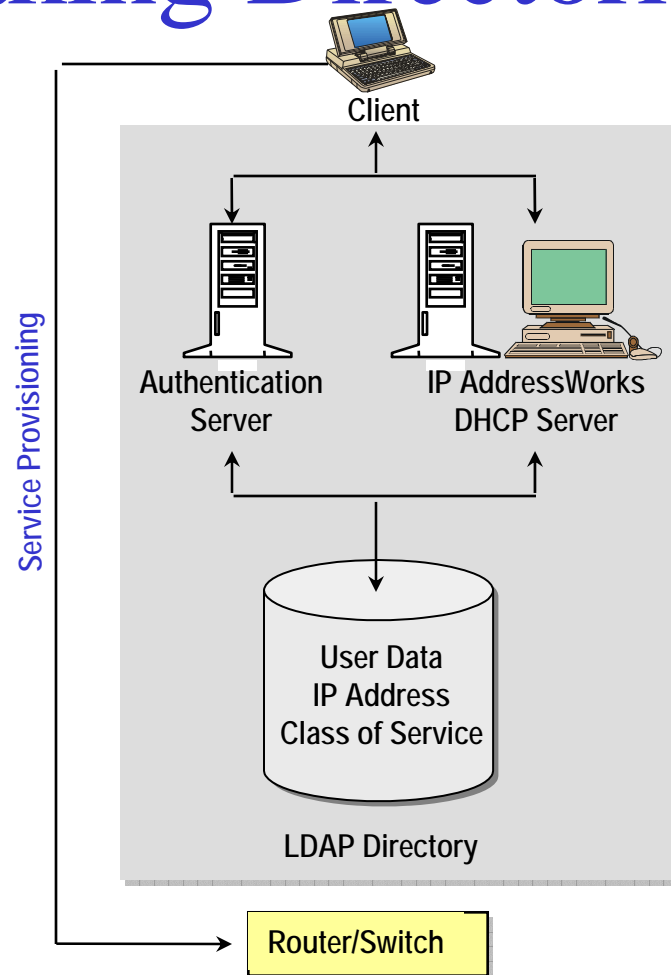 Directori
Client
Service Provisioning
Authentication
Server
IP AddressWorks
DHCP Server
User Data
IP Address
Class of Service
LDAP Directory
Router/Switch